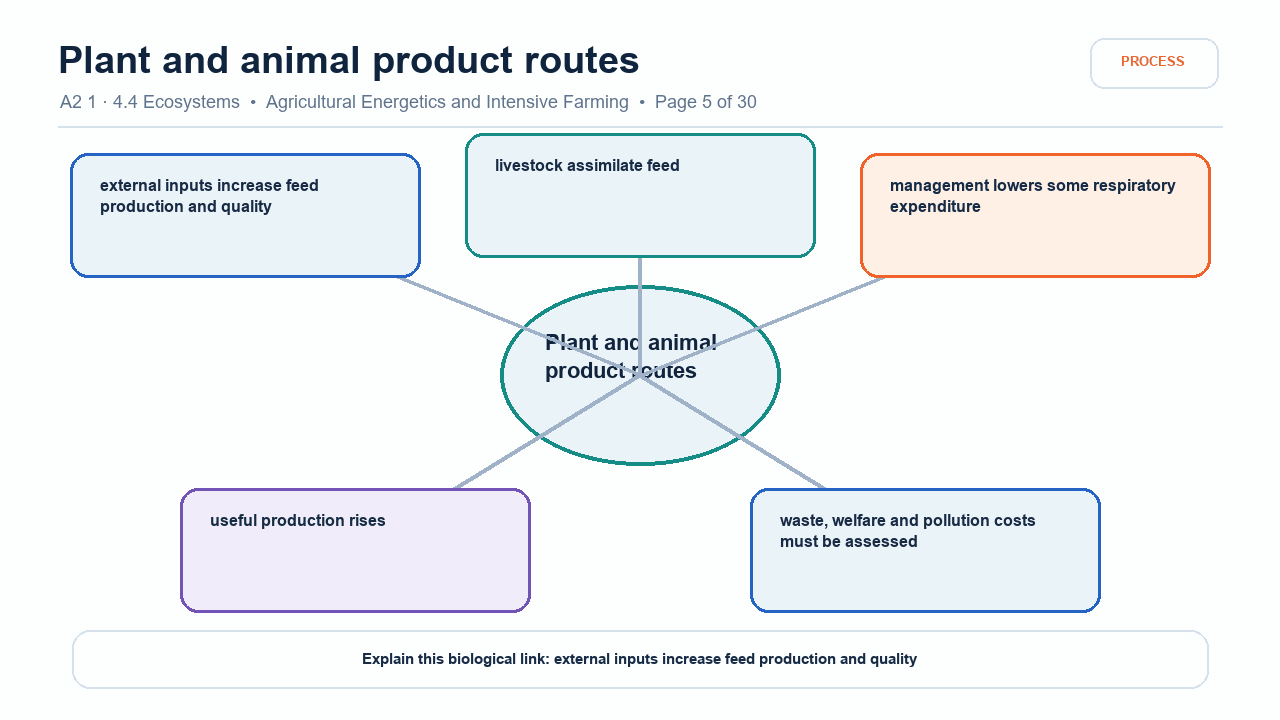 Plant and animal product routes
PROCESS
A2 1 · 4.4 Ecosystems • Agricultural Energetics and Intensive Farming • Page 5 of 30
external inputs increase feed
production and quality
livestock assimilate feed
management lowers some respiratory
expenditure
Plant and animal
product routes
useful production rises
waste, welfare and pollution costs
must be assessed
Explain this biological link: external inputs increase feed production and quality